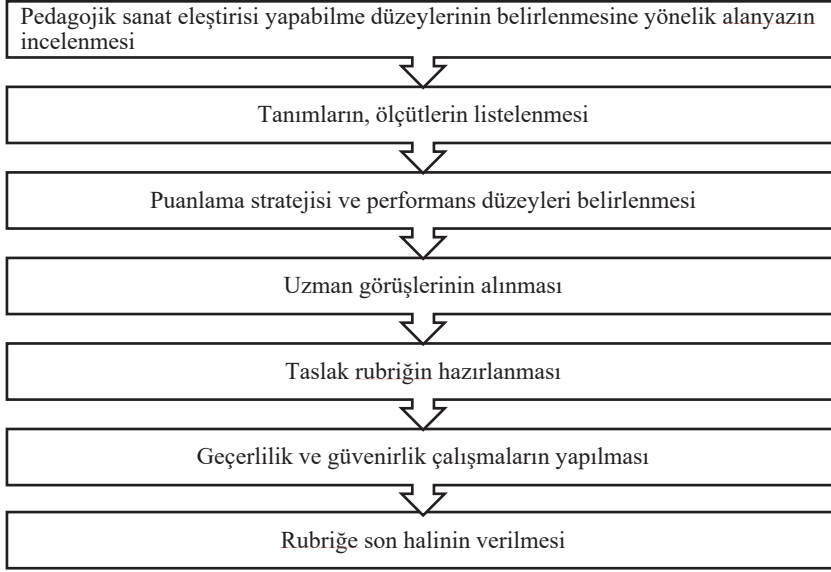 Pedagojik sanat eleştirisi yapabilme düzeylerinin belirlenmesine yönelik alanyazın
incelenmesi
Tanımların, ölçütlerin listelenmesi
Puanlama stratejisi ve performans düzeyleri belirlenmesi
Uzman görüşlerinin alınması
Taslak rubriğin hazırlanması
Geçerlilik ve güvenirlik çalışmaların yapılması
Rubriğe son halinin verilmesi